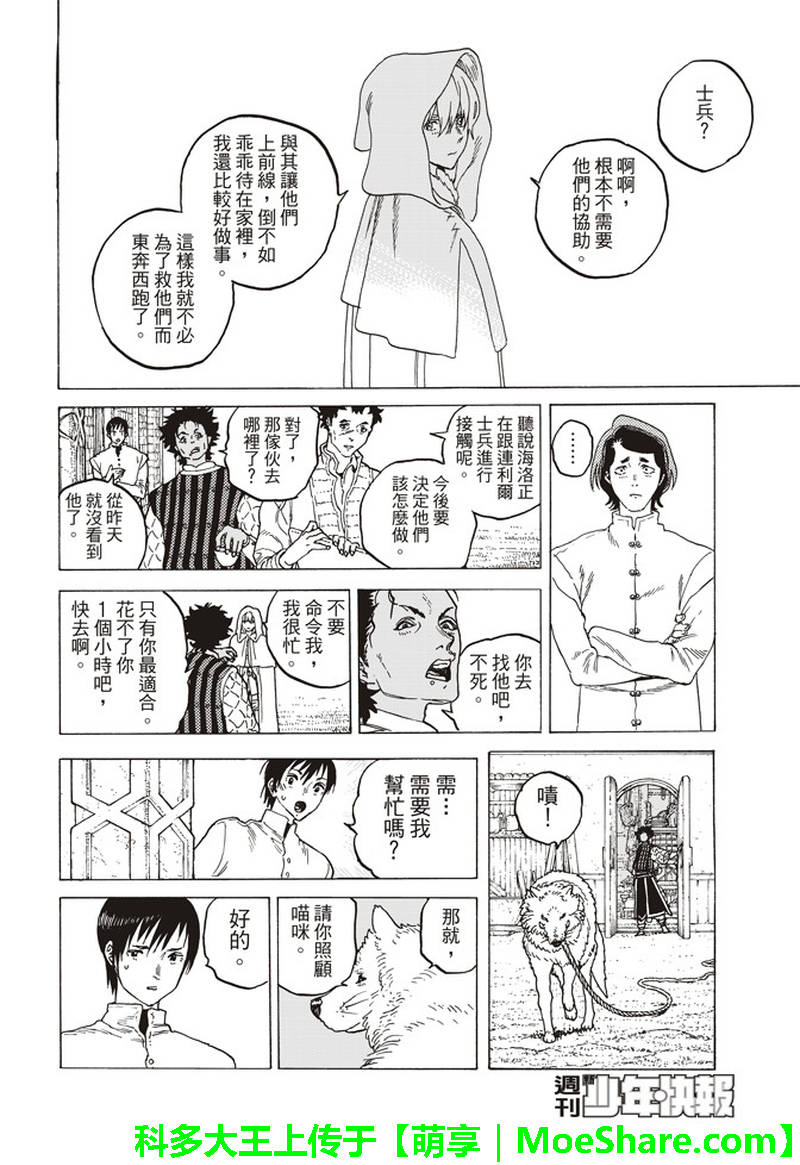 士兵？
啊啊，
根本不需要
他們的協助。
與其讓他們
上前線，倒不如
乖乖待在家裡，
我還比較好做事。
這樣我就不必
為了救他們而
東奔西跑了。
……
聽說海洛正
在跟連利爾
士兵進行
接觸呢。
今後要
決定他們
該怎麼做。
對了，
那傢伙去
哪裡了？
從昨天
就沒看到
他了。
你去
找他吧，
不死。
不要
命令我，
我很忙。
只有你最適合。
花不了你
1個小時吧，
快去啊。
嘖！
需…
需要我
幫忙嗎？
那就，
請你照顧
喵咪。
好的。
週刊少年快報
科多大王上传于【萌享|MoeShare.com】